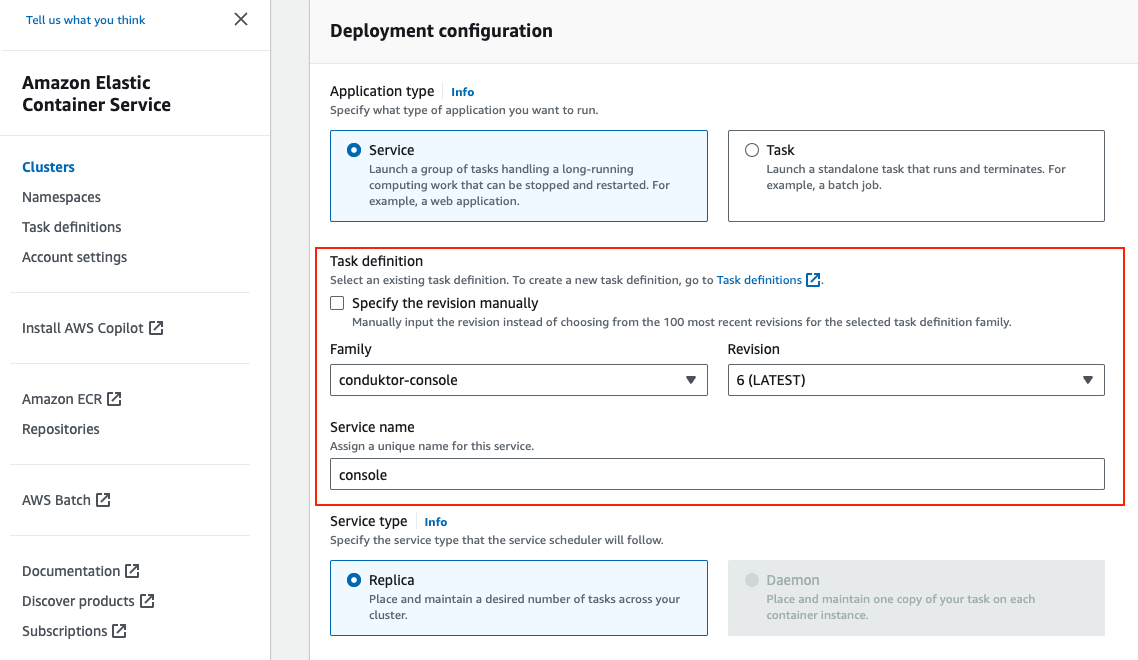 Tell us what you think
Amazon Elastic
Container Service
Clusters
Namespaces
Task definitions
Account settings
Install AWS Copilot
Amazon ECR
Repositories
AWS Batch
Documentation
Discover products
Subscriptions
Deployment configuration
Application type Info
Specify what type of application you want to run.
Service
Launch a group of tasks handling a long-running
computing work that can be stopped and restarted. For
example, a web application.
Task
Launch a standalone task that runs and terminates. For
example, a batch job.
Task definition
Select an existing task definition. To create a new task definition, go to Task definitions.
Specify the revision manually
Manually input the revision instead of choosing from the 100 most recent revisions for the selected task definition family.
Family
conduktor-console
Revision
6 (LATEST)
Service name
Assign a unique name for this service.
console
Service type Info
Specify the service type that the service scheduler will follow.
Replica
Place and maintain a desired number of tasks across your
cluster.
Daemon
Place and maintain one copy of your task on each
container instance.